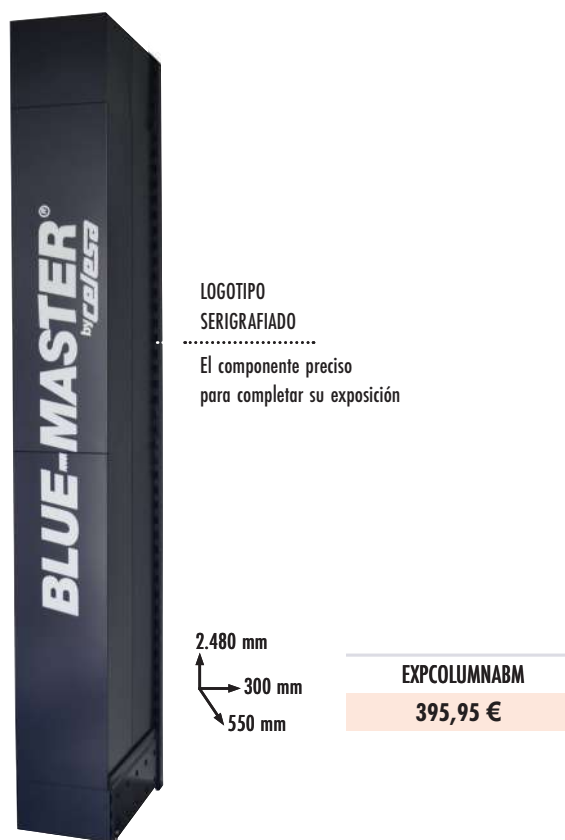 BLUE-MASTER®
by celesa
LOGOTIPO
SERIGRAFIADO
El componente preciso
para completar su exposición
2.480 mm
300 mm
550 mm
EXPCOLUMNABM
395,95 €